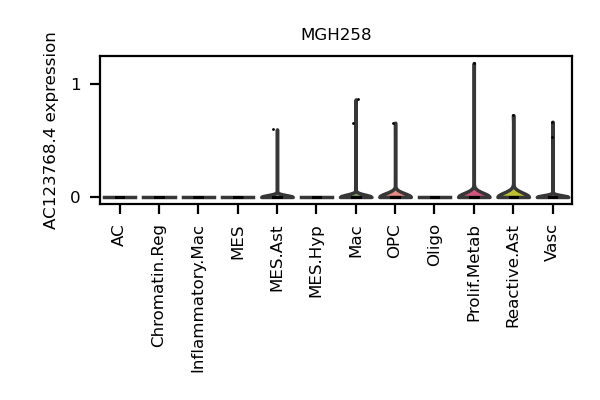 MGH258
AC123768.4 expression
1
0
AC
Chromatin.Reg
Inflammatory.Mac
MES
MES.Ast
MES.Hyp
Mac
OPC
Oligo
Prolif.Metab
Reactive.Ast
Vasc